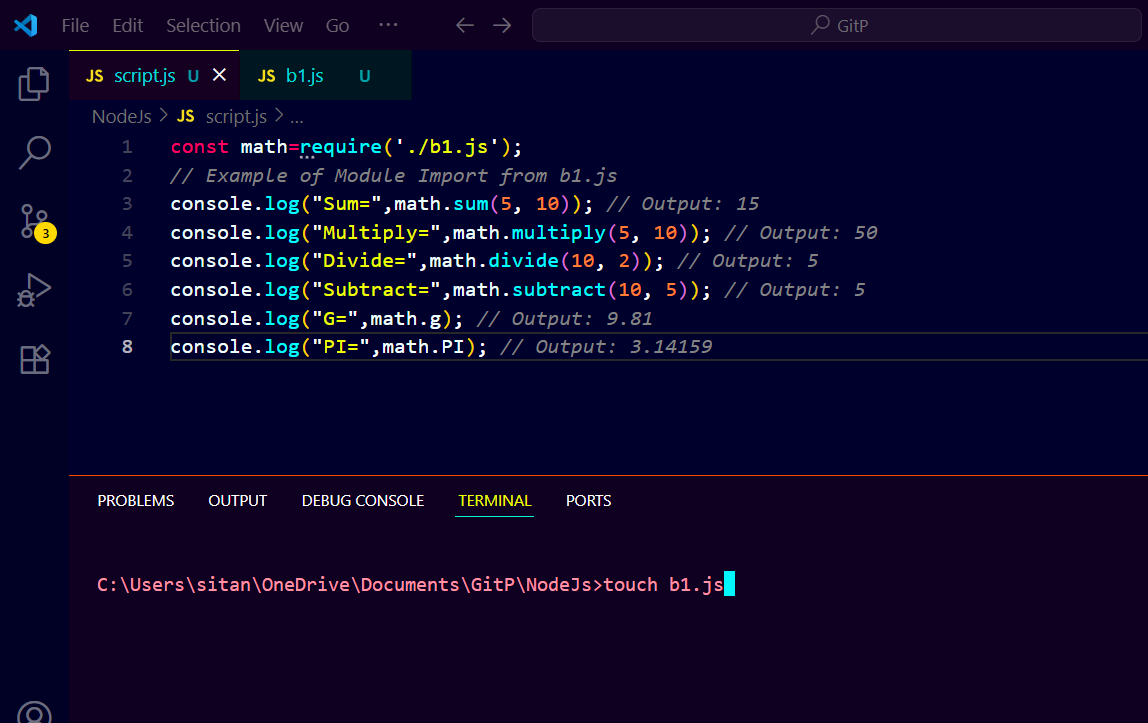 File Edit Selection View Go ··· GitP
JS script.js U JS b1.js U
NodeJs > JS script.js > ...
1 const math=require('./b1.js');
2 // Example of Module Import from b1.js
3 console.log("Sum=",math.sum(5, 10)); // Output: 15
4 console.log("Multiply=",math.multiply(5, 10)); // Output: 50
5 console.log("Divide=",math.divide(10, 2)); // Output: 5
6 console.log("Subtract=",math.subtract(10, 5)); // Output: 5
7 console.log("G=",math.g); // Output: 9.81
8 console.log("PI=",math.PI); // Output: 3.14159
3
PROBLEMS OUTPUT DEBUG CONSOLE TERMINAL PORTS
C:\Users\sitan\OneDrive\Documents\GitP\NodeJs>touch b1.js